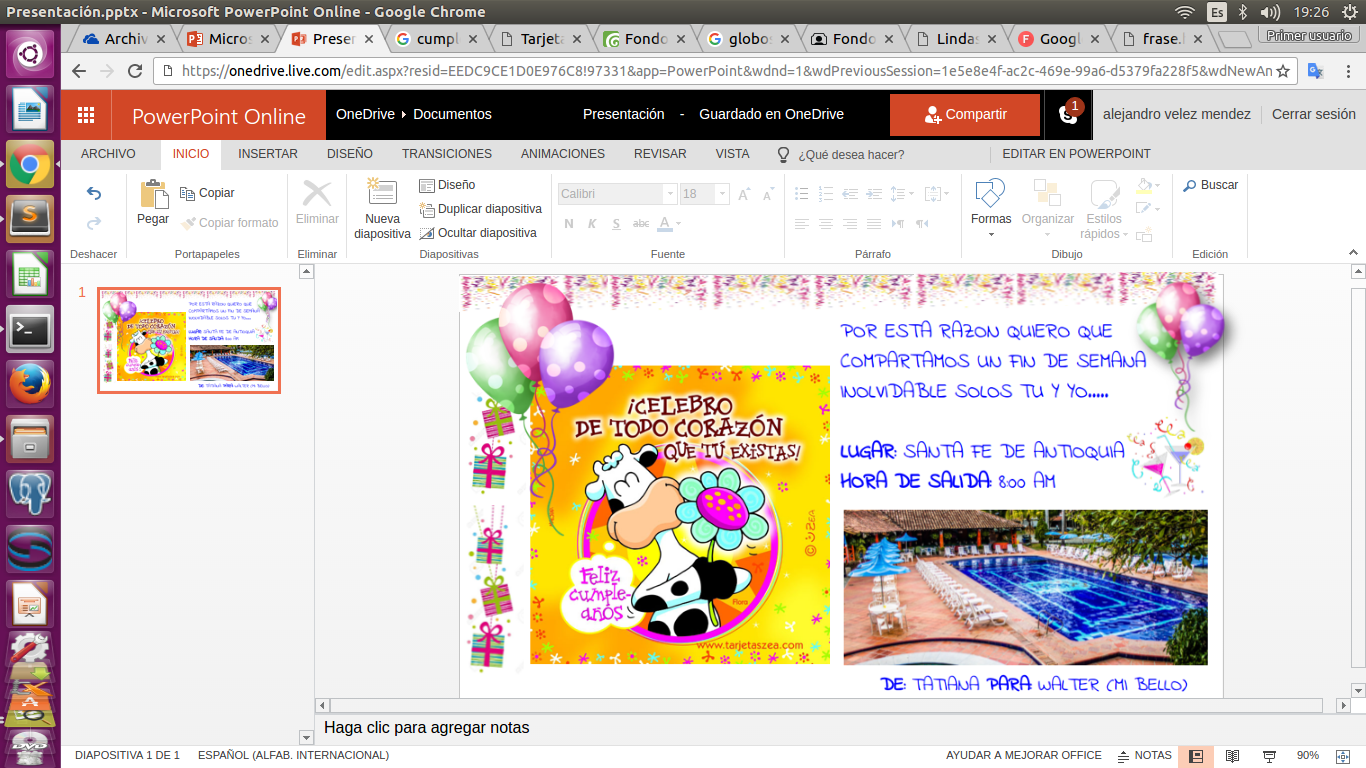 Presentación.pptx - Microsoft PowerPoint Online - Google Chrome
Es
19:26
Archiv
Micros
Preser
cumpl
Tarjeta
Fondo
globo
Fondo
Lindas
Googl
frase.
Primer usuario
https://onedrive.live.com/edit.aspx?resid=EEDC9CE1D0E976C8!97331&app=PowerPoint&wdnd=1&wdPreviousSession=1e5e8e4f-ac2c-469e-99a6-d5379fa228f5&wdNewAn
PowerPoint Online
OneDrive
Documentos
Presentación - Guardado en OneDrive
Compartir
1
alejandro velez mendez
Cerrar sesión
ARCHIVO
INICIO
INSERTAR
DISEÑO
TRANSICIONES
ANIMACIONES
REVISAR
VISTA
¿Qué desea hacer?
EDITAR EN POWERPOINT
Pegar
Copiar
Copiar formato
Eliminar
Nueva
diapositiva
Diseño
Duplicar diapositiva
Ocultar diapositiva
Calibri
18
N K S abc A
Formas
Organizar
Estilos
rápidos
Buscar
Deshacer
Portapapeles
Eliminar
Diapositivas
Fuente
Párrafo
Dibujo
Edición
1
POR ESTA RAZON QUIERO QUE
COMPARTAMOS UN FIN DE SEMANA
INOLVIDABLE SOLOS TU Y YO.....
LUGAR: SANTA FE DE ANTIOQUIA
HORA DE SALIDA: 8:00 AM
¡CELEBRO
DE TODO CORAZÓN
QUE TÚ EXISTAS!
FELIZ
CUMPLE-
AÑOS
Flora
© ZEA
www.tarjetaszea.com
DE: TATIANA PARA: WALTER (MI BELLO)
Haga clic para agregar notas
DIAPOSITIVA 1 DE 1
ESPAÑOL (ALFAB. INTERNACIONAL)
AYUDAR A MEJORAR OFFICE
NOTAS
90%